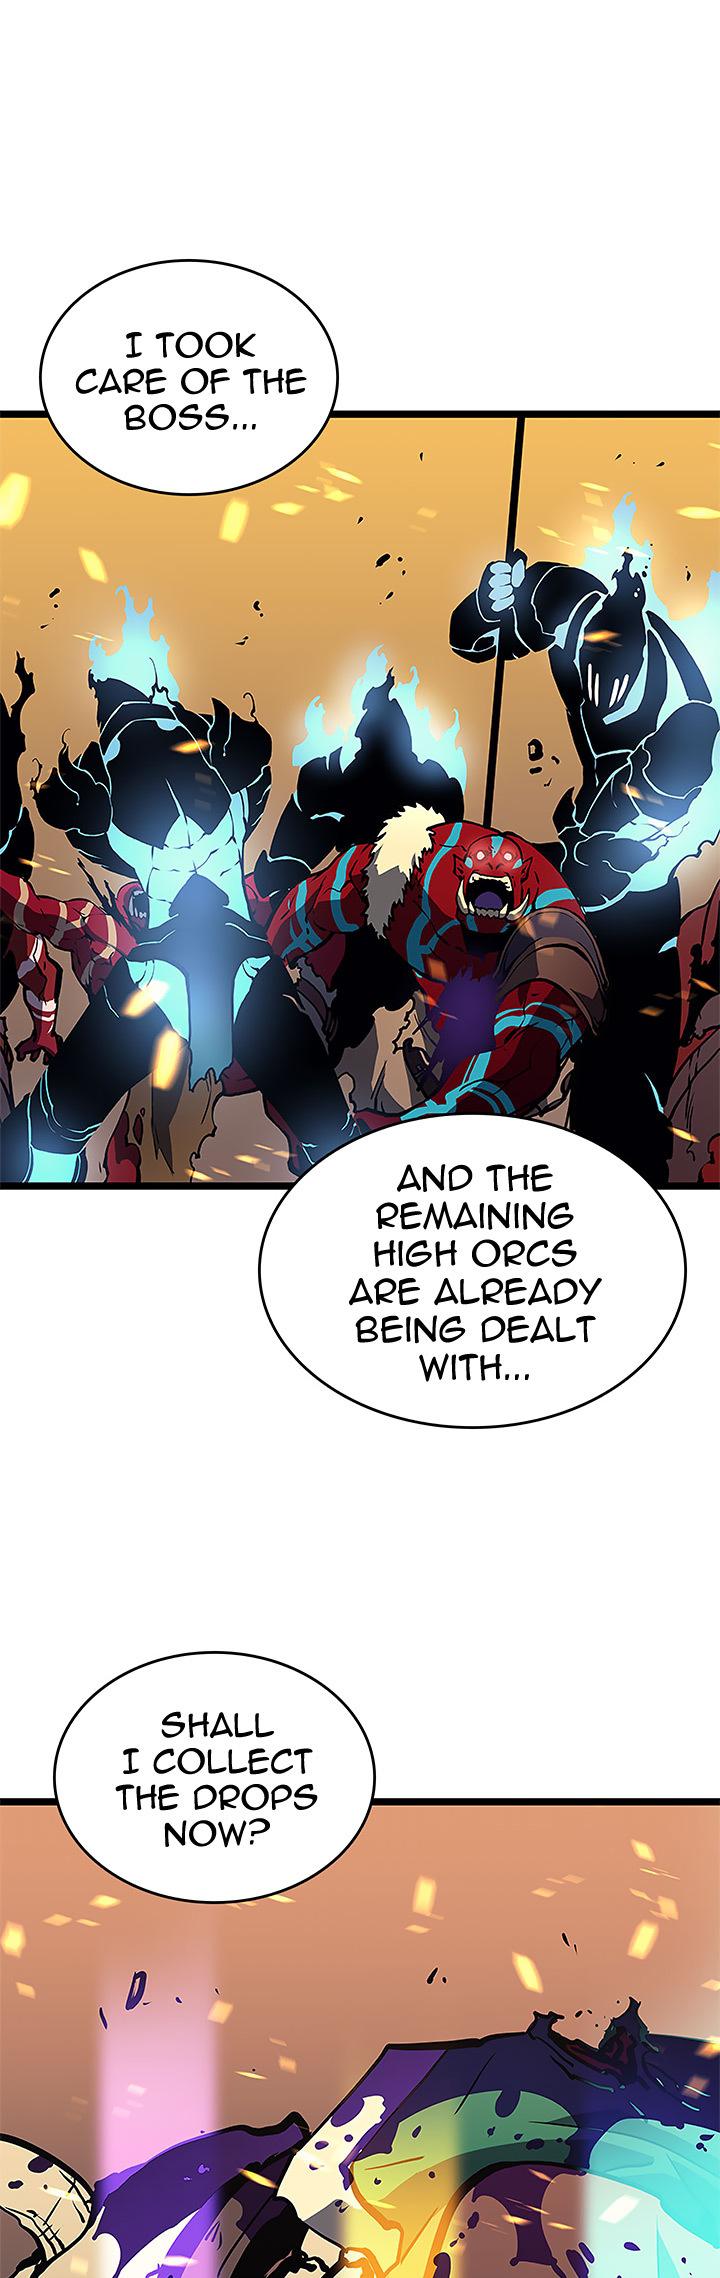 I TOOK
CARE OF THE
BOSS...
AND THE
REMAINING
HIGH ORCS
ARE ALREADY
BEING DEALT
WITH...
SHALL
I COLLECT
THE DROPS
NOW?